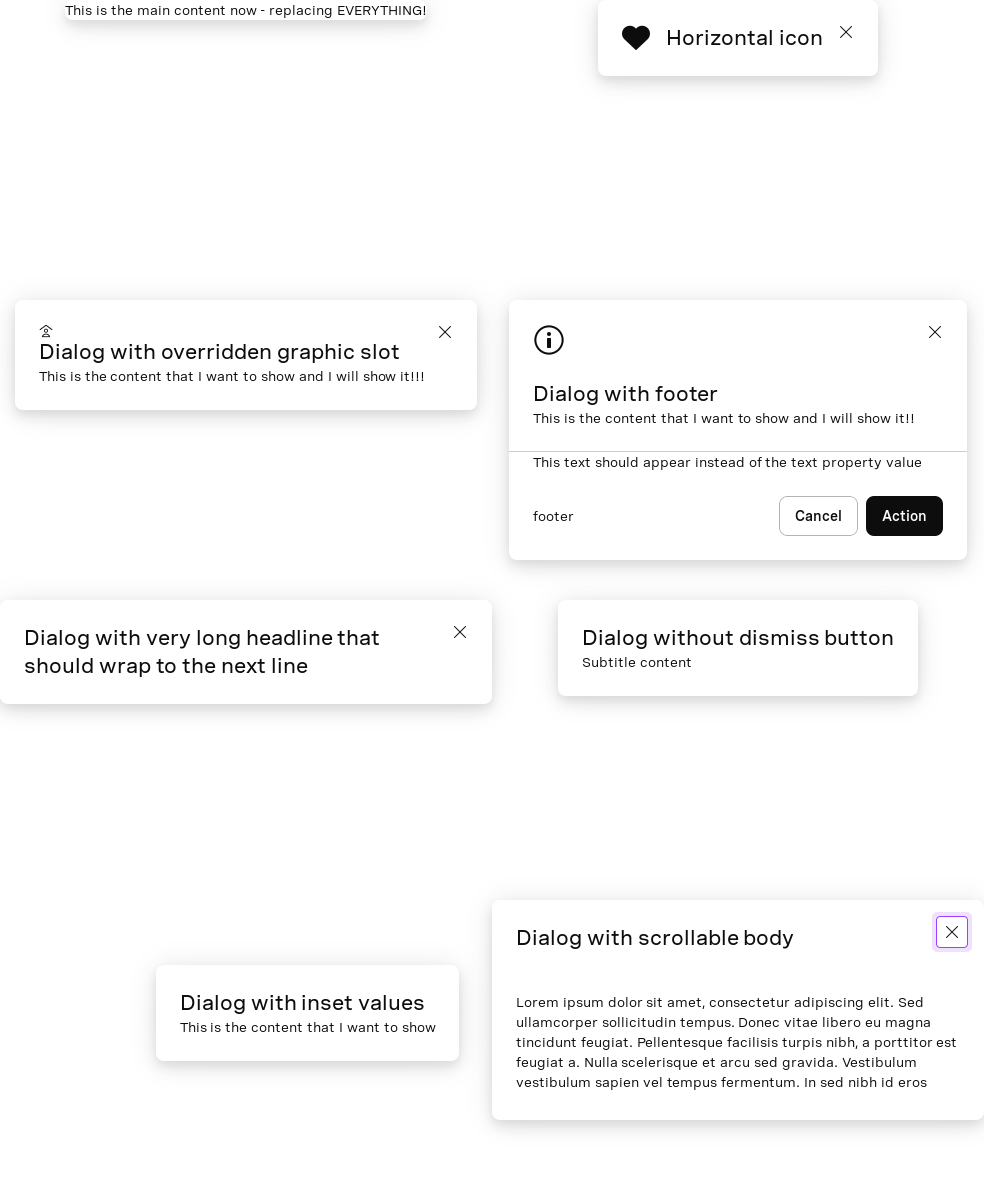 This is the main content now - replacing EVERYTHING!
Horizontal icon
Dialog with overridden graphic slot
This is the content that I want to show and I will show it!!!
Dialog with footer
This is the content that I want to show and I will show it!!
This text should appear instead of the text property value
footer
Cancel
Action
Dialog with very long headline that
should wrap to the next line
Dialog without dismiss button
Subtitle content
Dialog with inset values
This is the content that I want to show
Dialog with scrollable body
Lorem ipsum dolor sit amet, consectetur adipiscing elit. Sed
ullamcorper sollicitudin tempus. Donec vitae libero eu magna
tincidunt feugiat. Pellentesque facilisis turpis nibh, a porttitor est
feugiat a. Nulla scelerisque et arcu sed gravida. Vestibulum
vestibulum sapien vel tempus fermentum. In sed nibh id eros